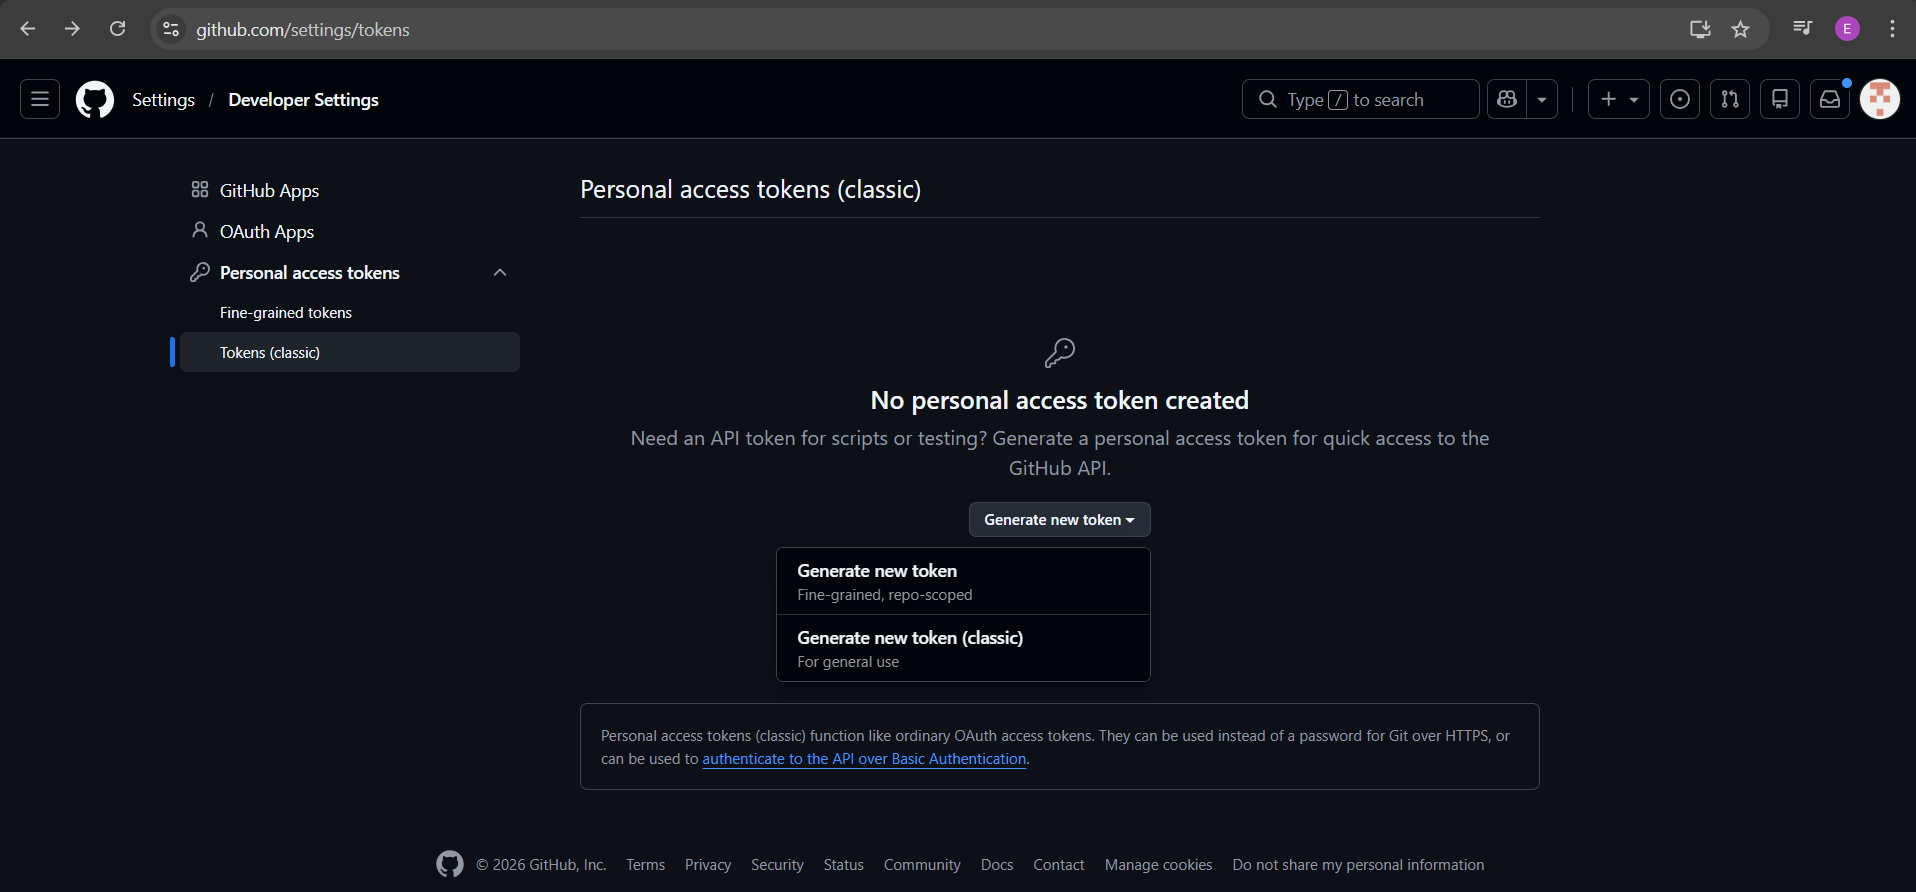 github.com/settings/tokens
E
Settings / Developer Settings
Type / to search
GitHub Apps
OAuth Apps
Personal access tokens
Fine-grained tokens
Tokens (classic)
Personal access tokens (classic)
No personal access token created
Need an API token for scripts or testing? Generate a personal access token for quick access to the
GitHub API.
Generate new token
Generate new token
Fine-grained, repo-scoped
Generate new token (classic)
For general use
Personal access tokens (classic) function like ordinary OAuth access tokens. They can be used instead of a password for Git over HTTPS, or
can be used to authenticate to the API over Basic Authentication.
© 2026 GitHub, Inc. Terms Privacy Security Status Community Docs Contact Manage cookies Do not share my personal information